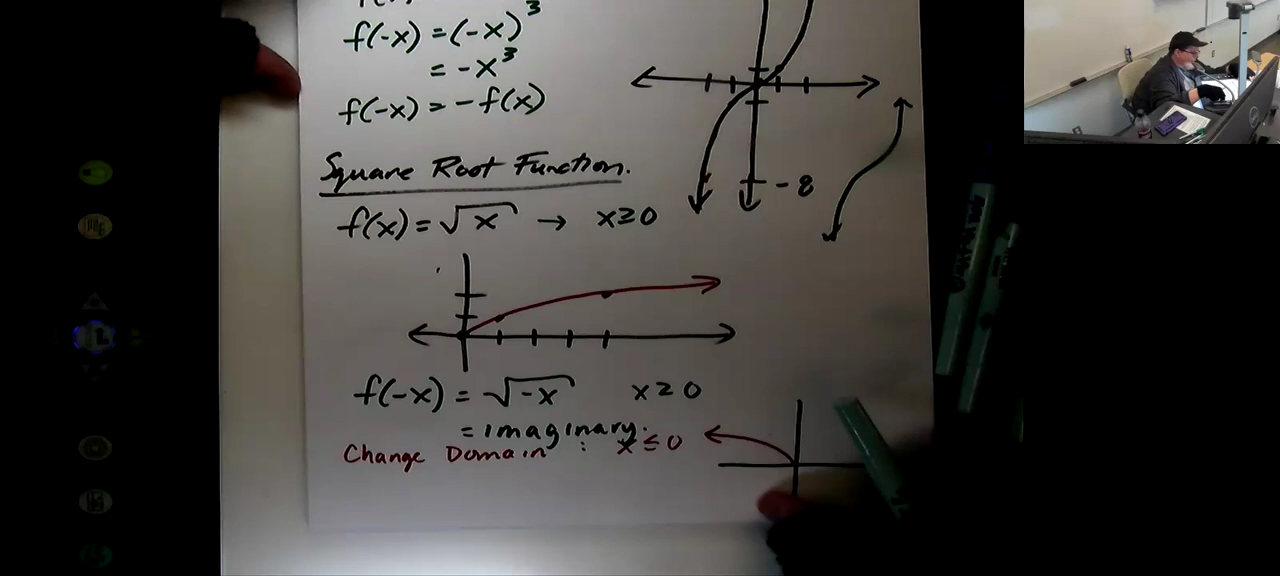 f(-x) = (-x)³
= -x³
f(-x) = -f(x)
-8
Square Root Function.
f(x) = √x → x≥0
f(-x) = √-x x≥0
= imaginary.
Change Domain : x≤0